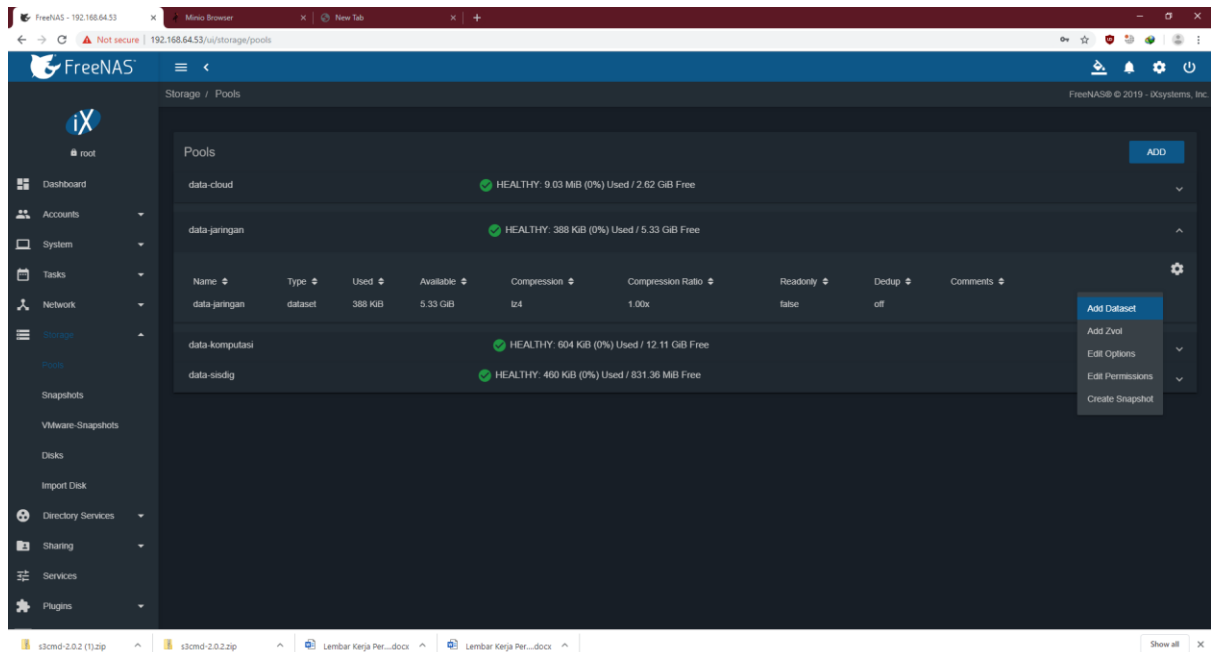 FreeNAS - 192.168.64.53
Minio Browser
New Tab
Not secure 192.168.64.53/ui/storage/pools
FreeNAS
Storage / Pools
FreeNAS® © 2019 - iXsystems, Inc.
iX
root
Pools
ADD
Dashboard
data-cloud HEALTHY: 9.03 MiB (0%) Used / 2.62 GiB Free
Accounts
data-jaringan HEALTHY: 388 KiB (0%) Used / 5.33 GiB Free
System
Tasks
Name Type Used Available Compression Compression Ratio Readonly Dedup Comments
Network
data-jaringan dataset 388 KiB 5.33 GiB lz4 1.00x false off
Add Dataset
Add Zvol
Edit Options
Edit Permissions
Create Snapshot
Storage
data-komputasi HEALTHY: 604 KiB (0%) Used / 12.11 GiB Free
Pools
data-sisdig HEALTHY: 460 KiB (0%) Used / 831.36 MiB Free
Snapshots
VMware-Snapshots
Disks
Import Disk
Directory Services
Sharing
Services
Plugins
s3cmd-2.0.2 (1).zip
s3cmd-2.0.2.zip
Lembar Kerja Per....docx
Lembar Kerja Per....docx
Show all